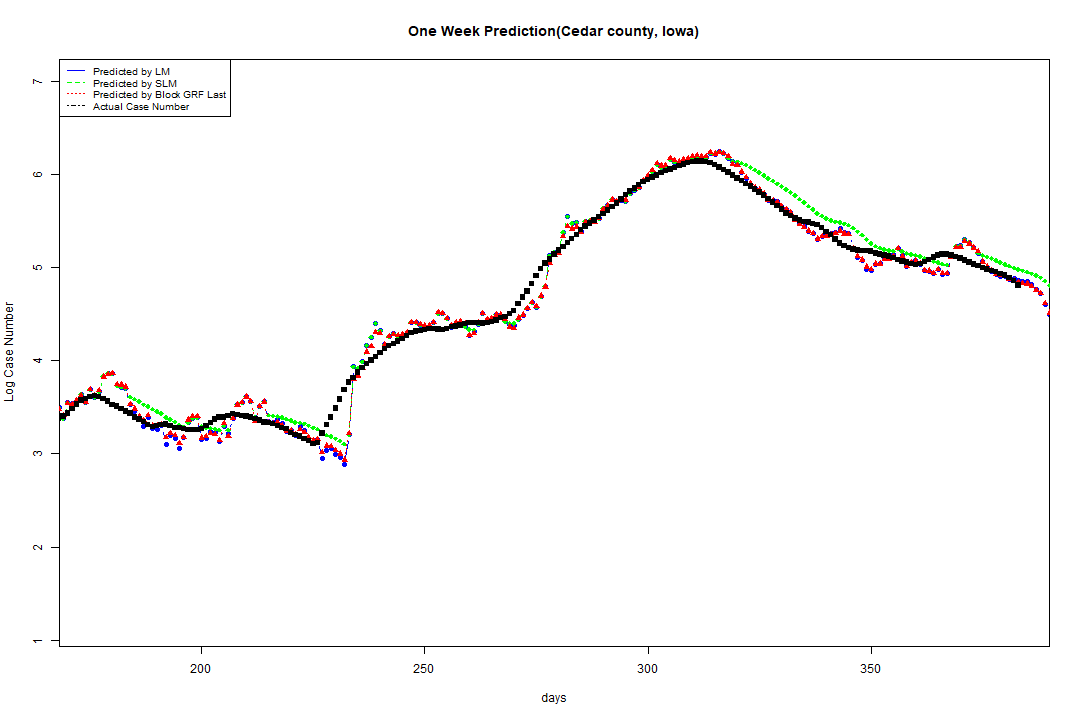 One Week Prediction(Cedar county, Iowa)
Predicted by LM
Predicted by SLM
Predicted by Block GRF Last
Actual Case Number
7
6
5
4
3
2
1
Log Case Number
200 250 300 350
days